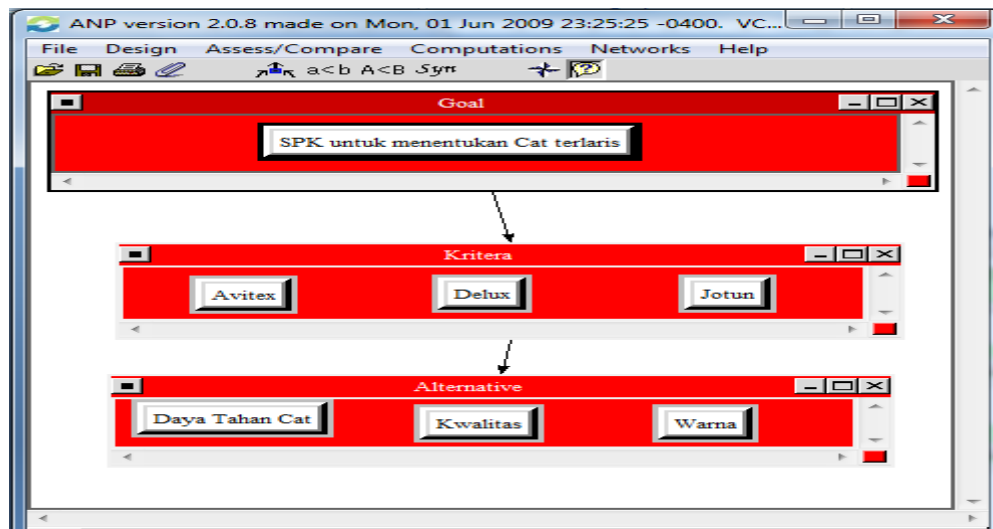 ANP version 2.0.8 made on Mon, 01 Jun 2009 23:25:25 -0400. VC...
File Design Assess/Compare Computations Networks Help
a<b A<B Syn
Goal
SPK untuk menentukan Cat terlaris
Kritera
Avitex Delux Jotun
Alternative
Daya Tahan Cat Kwalitas Warna